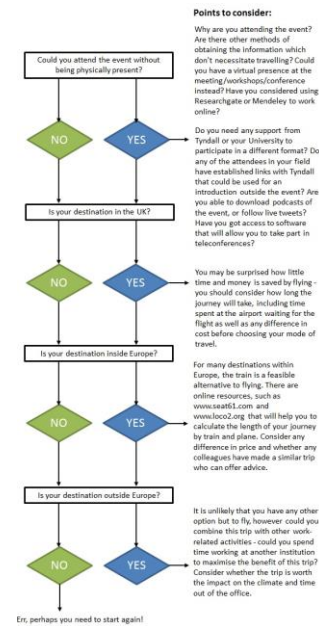 Points to consider:
Why are you attending the event?
Are there other methods of
obtaining the information which
don't necessitate travelling? Could
you have a virtual presence at the
meeting/workshops/conference
instead? Have you considered using
Researchgate or Mendeley to work
online?
Could you attend the event without
being physically present?
NO
YES
Do you need any support from
Tyndall or your University to
participate in a different format? Do
any of the attendees in your field
have established links with Tyndall
that could be used for an
introduction outside the event? Are
you able to download podcasts of
the event, or follow live tweets?
Have you got access to software
that will allow you to take part in
teleconferences?
Is your destination in the UK?
NO
YES
You may be surprised how little
time and money is saved by flying -
you should consider how long the
journey will take, including time
spent at the airport waiting for the
flight as well as any difference in
cost before choosing your mode of
travel.
Is your destination inside Europe?
NO
YES
For many destinations within
Europe, the train is a feasible
alternative to flying. There are
online resources, such as
www.seat61.com and
www.loco2.org that will help you to
calculate the length of your journey
by train and plane. Consider any
difference in price and whether any
colleagues have made a similar trip
who can offer advice.
Is your destination outside Europe?
NO
YES
It is unlikely that you have any other
option but to fly, however could you
combine this trip with other work-
related activities - could you spend
time working at another institution
to maximise the benefit of this trip?
Consider whether the trip is worth
the impact on the climate and time
out of the office.
Err, perhaps you need to start again!